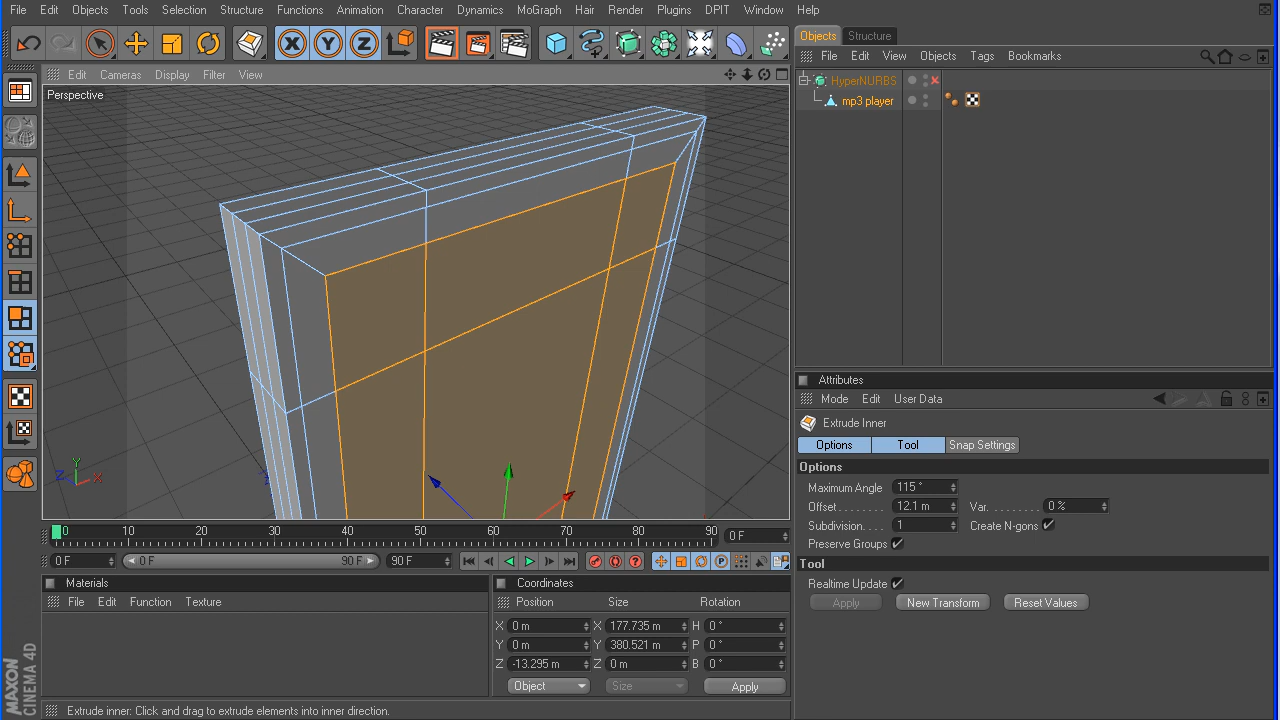 File Edit Objects Tools Selection Structure Functions Animation Character Dynamics MoGraph Hair Render Plugins DPIT Window Help
Objects Structure
File Edit View Objects Tags Bookmarks
Edit Cameras Display Filter View
Perspective
HyperNURBS
mp3 player
Attributes
Mode Edit User Data
Extrude Inner
Options Tool Snap Settings
Options
Maximum Angle 115 °
Offset . . . . . . . . 12.1 m Var. . . . . . . . . 0 %
Subdivision. . . . 1 Create N-gons
Preserve Groups
Tool
Realtime Update
Apply New Transform Reset Values
X Y Z
Y
Z X
0 10 20 30 40 50 60 70 80 90 0 F
0 F 0 F 90 F 90 F
Materials
File Edit Function Texture
Coordinates
Position Size Rotation
X 0 m X 177.735 m H 0 °
Y 0 m Y 380.521 m P 0 °
Z -13.295 m Z 0 m B 0 °
Object Size Apply
MAXON
CINEMA 4D
Extrude inner: Click and drag to extrude elements into inner direction.